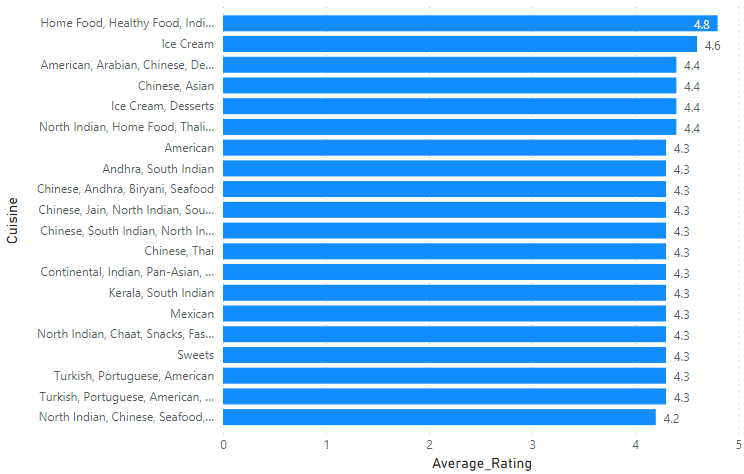 Home Food, Healthy Food, Indi... 4.8
Ice Cream 4.6
American, Arabian, Chinese, De... 4.4
Chinese, Asian 4.4
Ice Cream, Desserts 4.4
North Indian, Home Food, Thali... 4.4
American 4.3
Andhra, South Indian 4.3
Chinese, Andhra, Biryani, Seafood 4.3
Chinese, Jain, North Indian, Sou... 4.3
Chinese, South Indian, North In... 4.3
Chinese, Thai 4.3
Continental, Indian, Pan-Asian, ... 4.3
Kerala, South Indian 4.3
Mexican 4.3
North Indian, Chaat, Snacks, Fas... 4.3
Sweets 4.3
Turkish, Portuguese, American 4.3
Turkish, Portuguese, American, ... 4.3
North Indian, Chinese, Seafood,... 4.2
Cuisine
0 1 2 3 4 5
Average_Rating